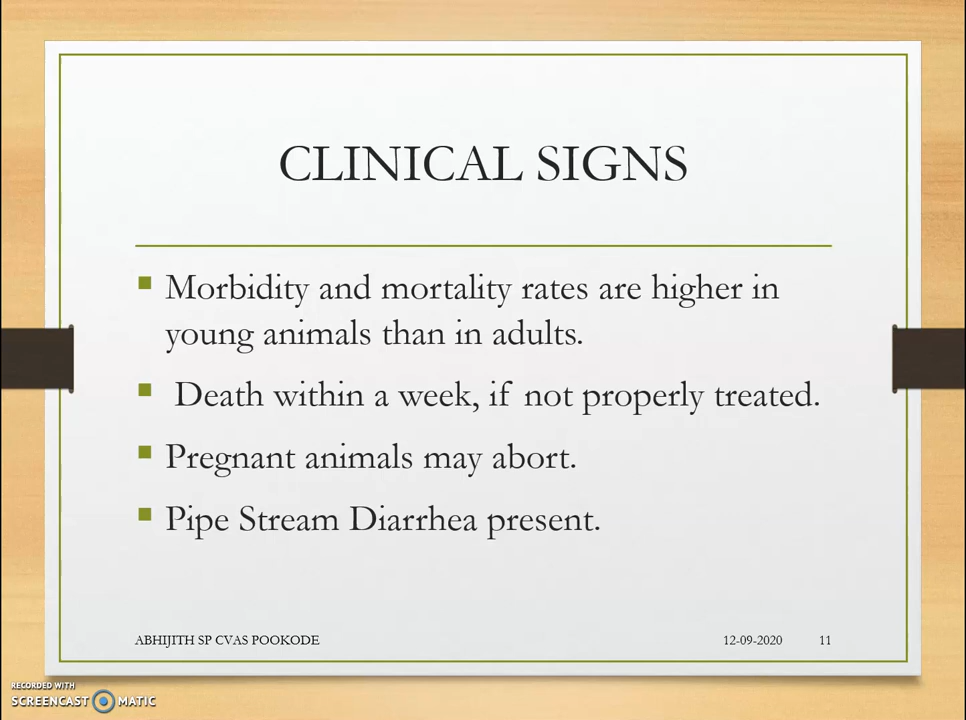 CLINICAL SIGNS
Morbidity and mortality rates are higher in
young animals than in adults.
Death within a week, if not properly treated.
Pregnant animals may abort.
Pipe Stream Diarrhea present.
ABHIJITH SP CVAS POOKODE 12-09-2020 11
RECORDED WITH
SCREENCAST MATIC